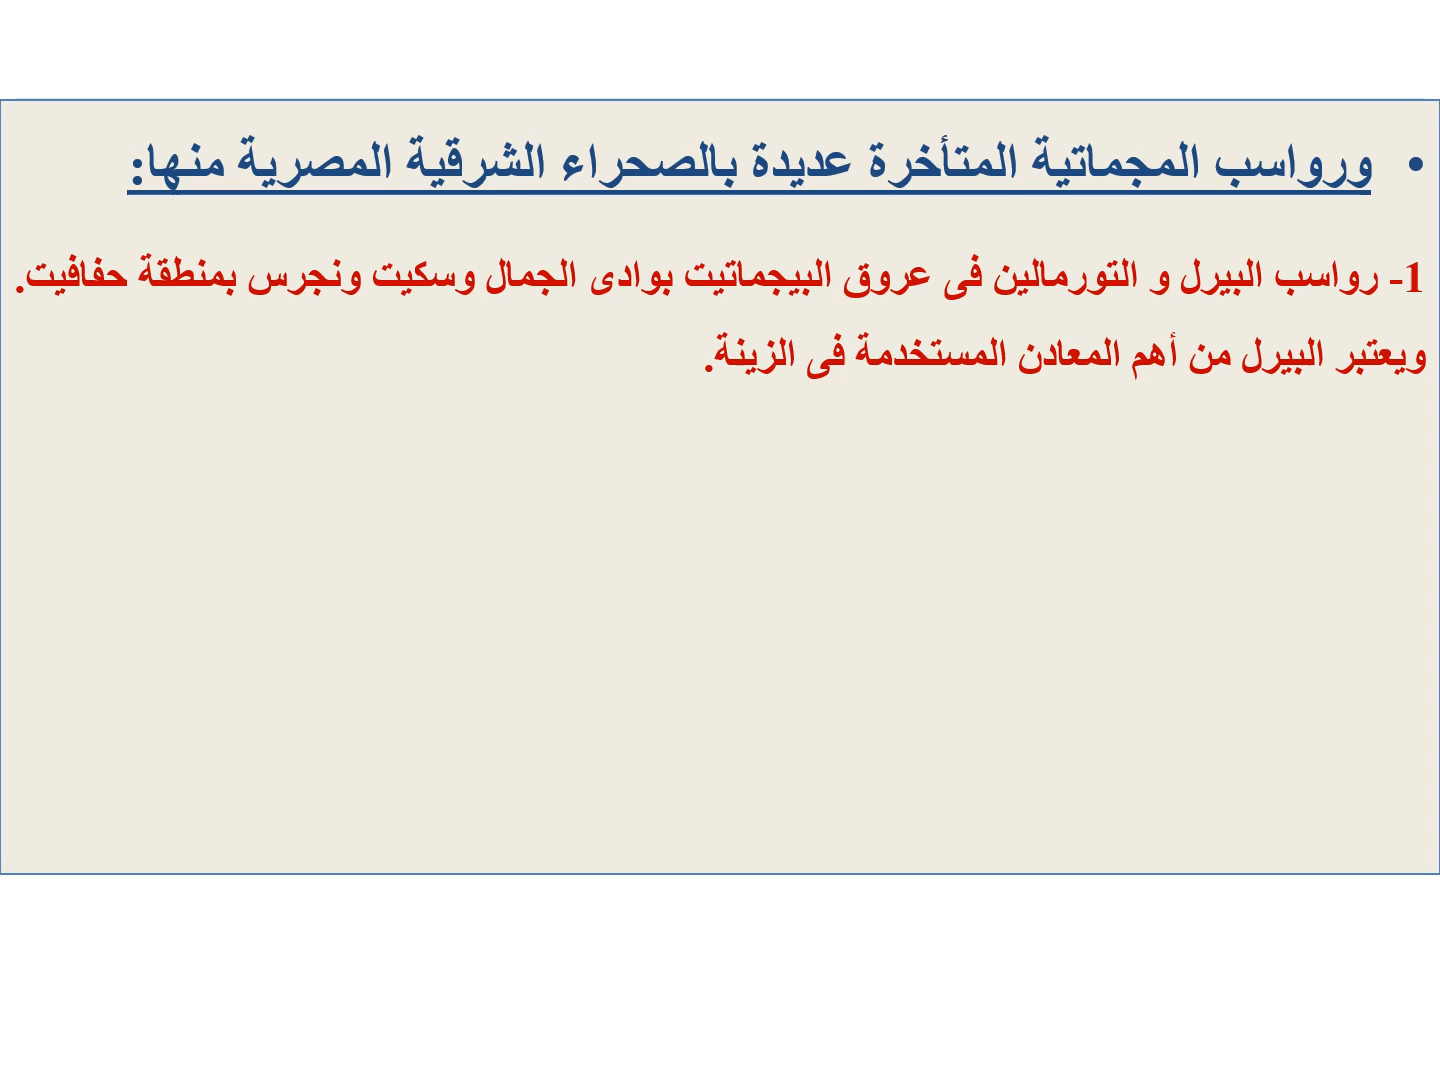 • ورواسب المجماتية المتأخرة عديدة بالصحراء الشرقية المصرية منها:
1- رواسب البيرل و التورمالين فى عروق البيجماتيت بوادى الجمال وسكيت ونجرس بمنطقة حفافيت.
ويعتبر البيرل من أهم المعادن المستخدمة فى الزينة.